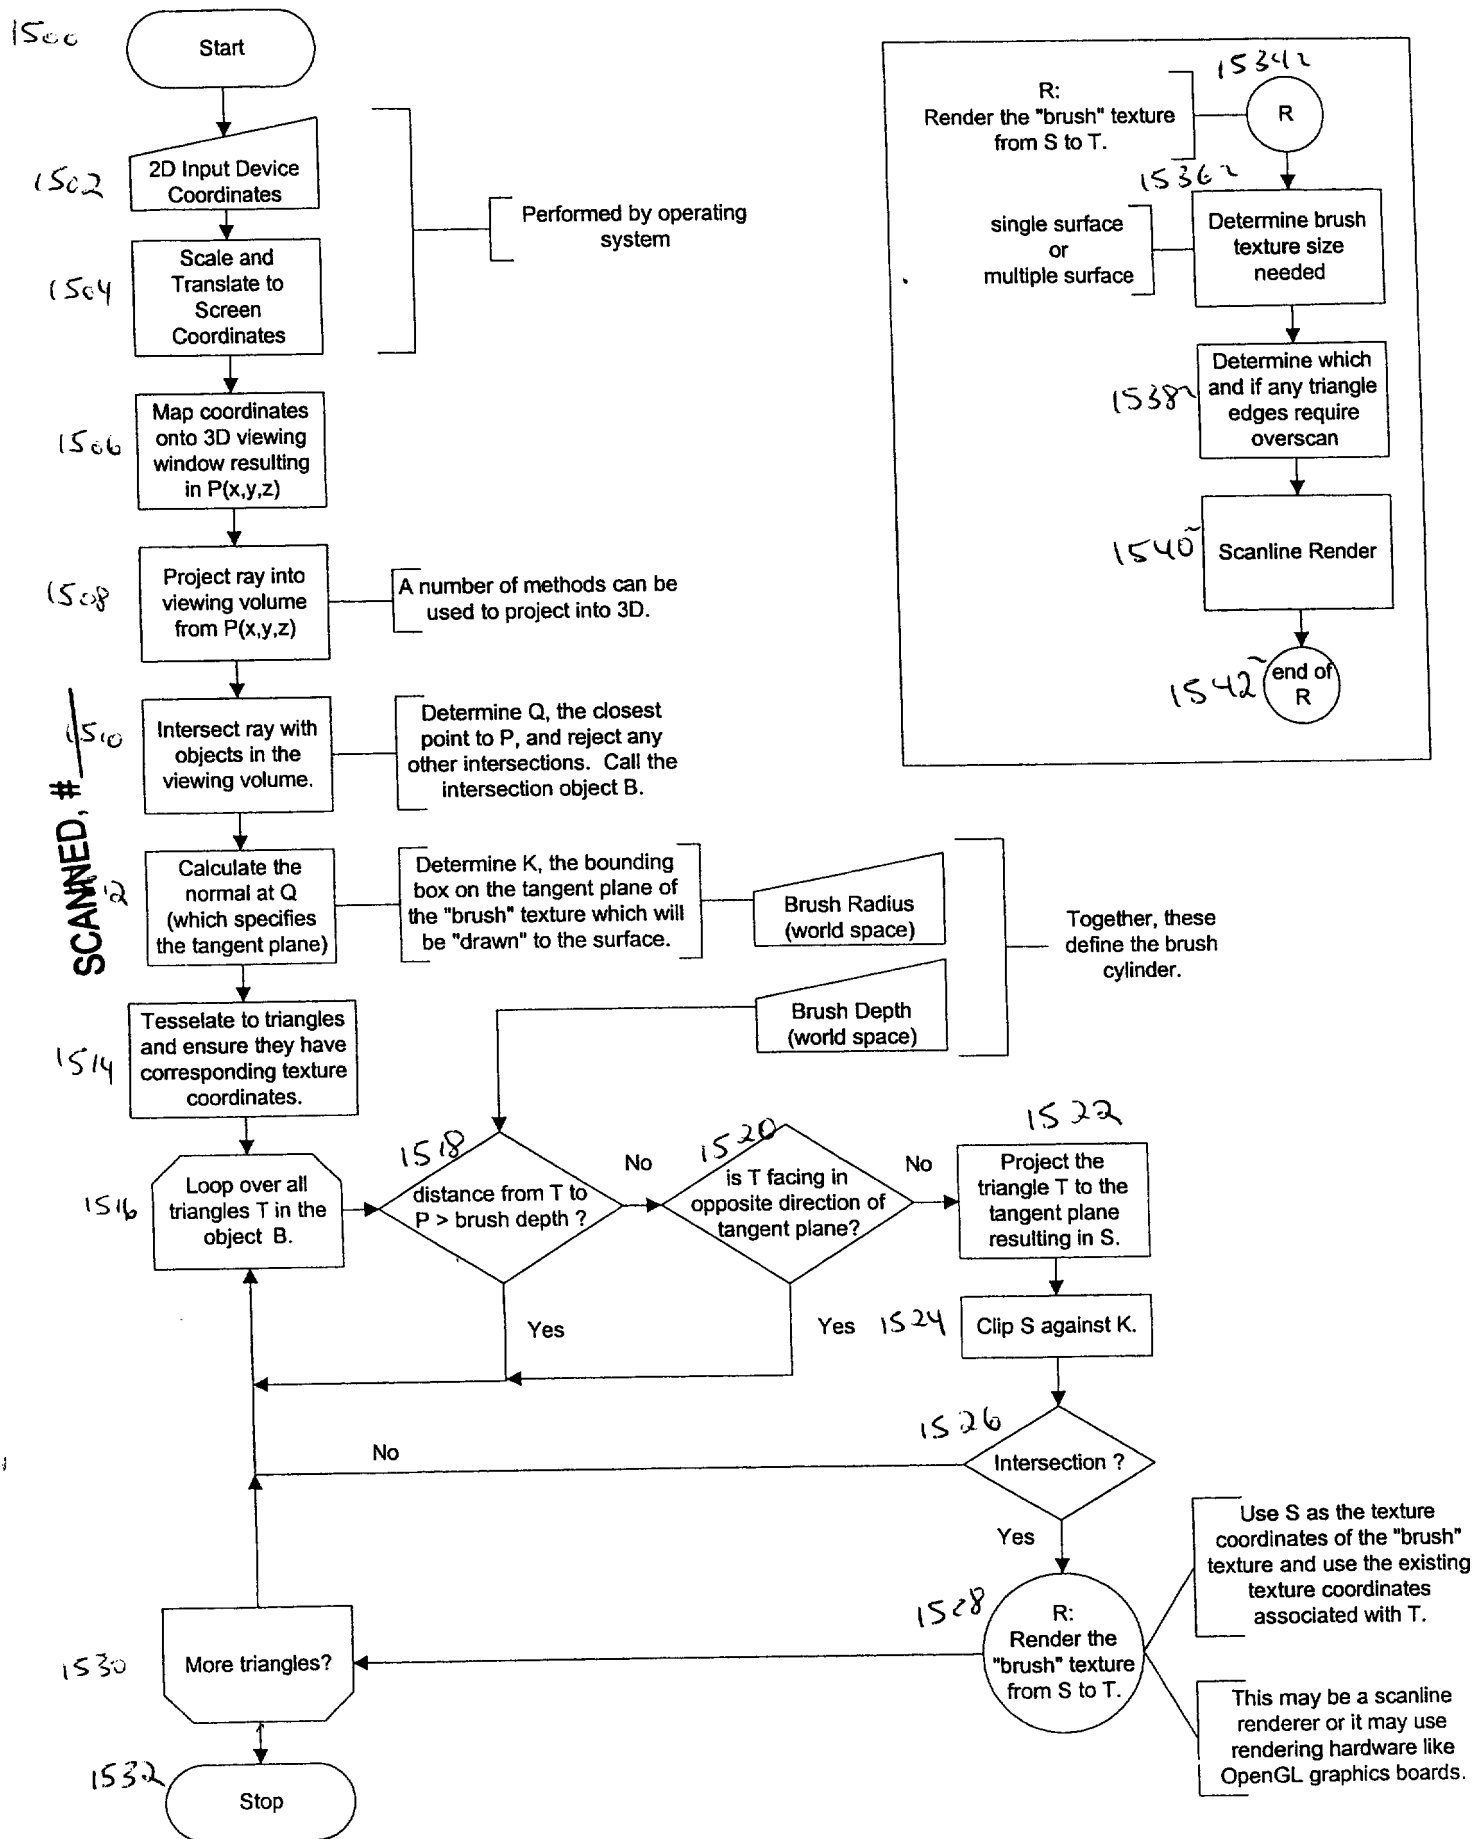 1500
Start
1502
2D Input Device
Coordinates
Performed by operating
system
1504
Scale and
Translate to
Screen
Coordinates
1506
Map coordinates
onto 3D viewing
window resulting
in P(x,y,z)
1508
Project ray into
viewing volume
from P(x,y,z)
A number of methods can be
used to project into 3D.
1510
Intersect ray with
objects in the
viewing volume.
Determine Q, the closest
point to P, and reject any
other intersections. Call the
intersection object B.
SCANNED, #
12
Calculate the
normal at Q
(which specifies
the tangent plane)
Determine K, the bounding
box on the tangent plane of
the "brush" texture which will
be "drawn" to the surface.
Brush Radius
(world space)
Brush Depth
(world space)
Together, these
define the brush
cylinder.
1514
Tesselate to triangles
and ensure they have
corresponding texture
coordinates.
1516
Loop over all
triangles T in the
object B.
1518
distance from T to
P > brush depth ?
No
Yes
1520
is T facing in
opposite direction of
tangent plane?
No
Yes
1522
Project the
triangle T to the
tangent plane
resulting in S.
1524
Clip S against K.
1526
Intersection ?
No
Yes
1528
R:
Render the
"brush" texture
from S to T.
Use S as the texture
coordinates of the "brush"
texture and use the existing
texture coordinates
associated with T.
This may be a scanline
renderer or it may use
rendering hardware like
OpenGL graphics boards.
1530
More triangles?
1532
Stop
1534
R:
Render the "brush" texture
from S to T.
R
1536
single surface
or
multiple surface
Determine brush
texture size
needed
1538
Determine which
and if any triangle
edges require
overscan
1540
Scanline Render
1542
end of
R